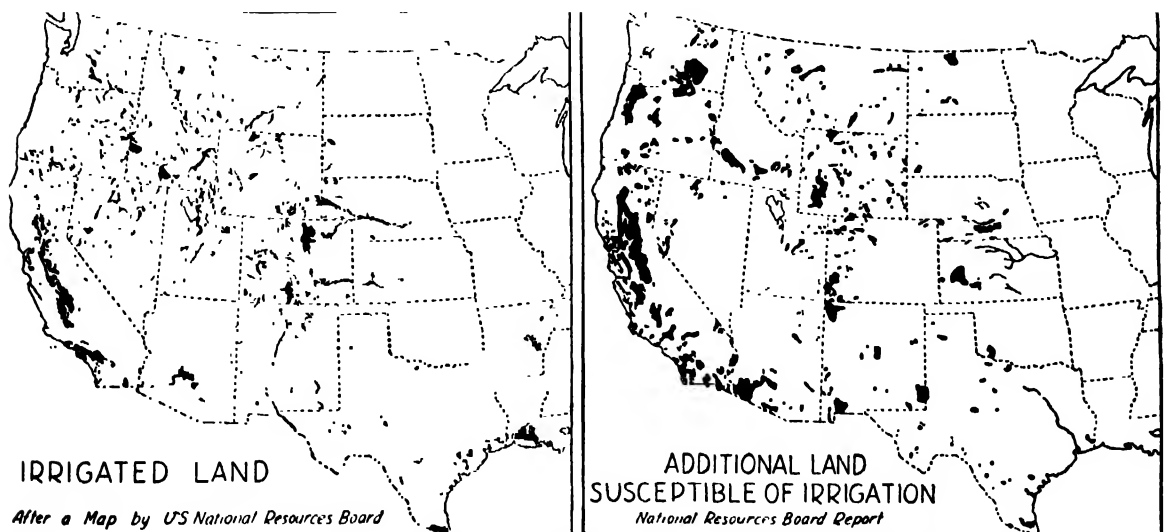 IRRIGATED LAND
After a Map by US National Resources Board
ADDITIONAL LAND
SUSCEPTIBLE OF IRRIGATION
National Resources Board Report